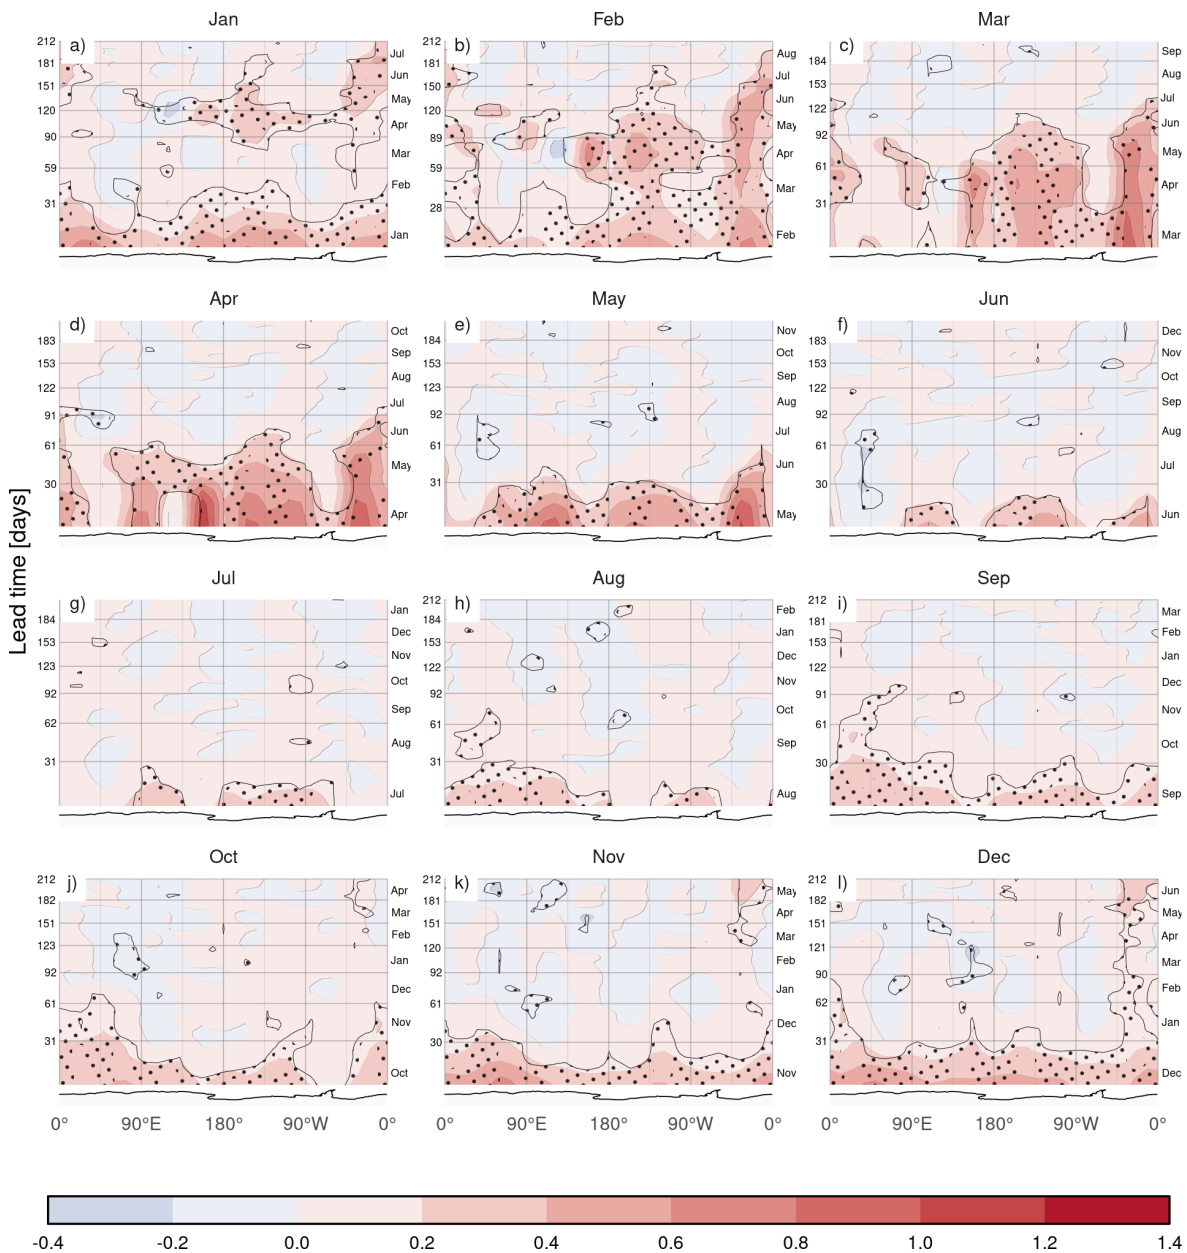 Jan Feb Mar
a) b) c)
212 181 151 120 90 59 31
Jul Jun May Apr Mar Feb Jan
212 181 151 120 89 59 28
Aug Jul Jun May Apr Mar Feb
184 153 122 92 61 31
Sep Aug Jul Jun May Apr Mar
Apr May Jun
d) e) f)
183 153 122 91 61 30
Oct Sep Aug Jul Jun May Apr
184 153 123 92 61 31
Nov Oct Sep Aug Jul Jun May
183 153 122 92 61 30
Dec Nov Oct Sep Aug Jul Jun
Lead time [days]
Jul Aug Sep
g) h) i)
184 153 123 92 62 31
Jan Dec Nov Oct Sep Aug Jul
212 184 153 122 92 61 31
Feb Jan Dec Nov Oct Sep Aug
212 181 153 122 91 61 30
Mar Feb Jan Dec Nov Oct Sep
Oct Nov Dec
j) k) l)
212 182 151 123 92 61 31
Apr Mar Feb Jan Dec Nov Oct
212 181 151 120 92 61 30
May Apr Mar Feb Jan Dec Nov
212 182 151 121 90 62 31
Jun May Apr Mar Feb Jan Dec
0° 90°E 180° 90°W 0° 90°E 180° 90°W 0° 90°E 180° 90°W 0°
-0.4 -0.2 0.0 0.2 0.4 0.6 0.8 1.0 1.2 1.4